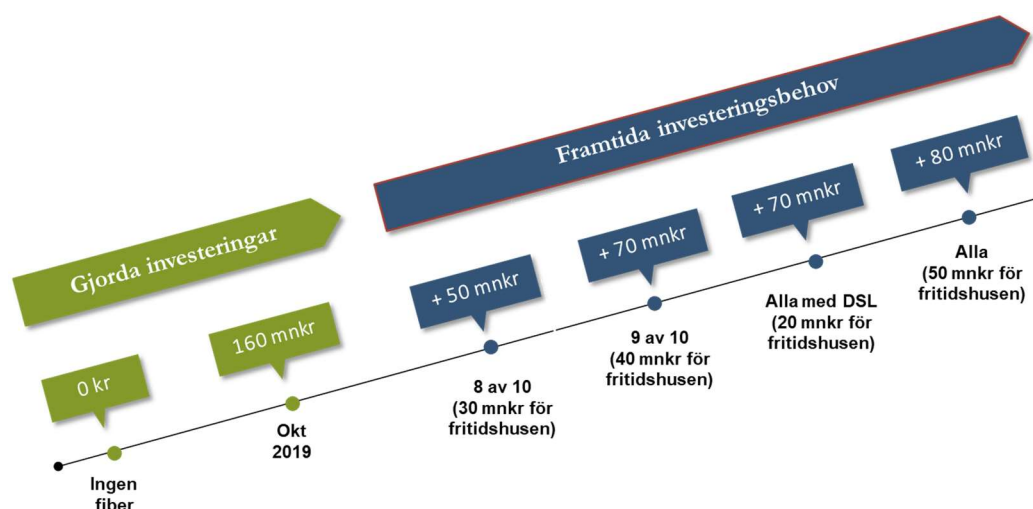 Gjorda investeringar
Framtida investeringsbehov
0 kr
160 mnkr
+ 50 mnkr
+ 70 mnkr
+ 70 mnkr
+ 80 mnkr
Ingen
fiber
Okt
2019
8 av 10
(30 mnkr för
fritidshusen)
9 av 10
(40 mnkr för
fritidshusen)
Alla med DSL
(20 mnkr för
fritidshusen)
Alla
(50 mnkr för
fritidshusen)